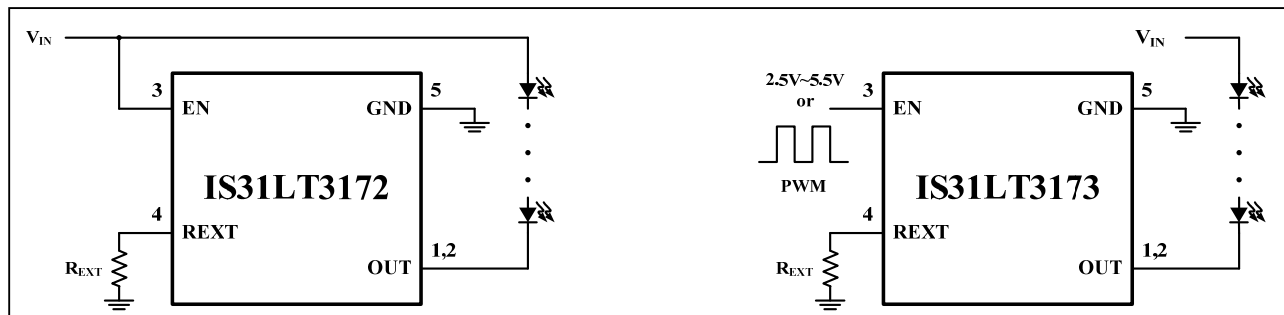 VIN
3
EN
5
GND
IS31LT3172
4
REXT
REXT
1,2
OUT
VIN
2.5V~5.5V
or
PWM
3
EN
5
GND
IS31LT3173
4
REXT
REXT
1,2
OUT